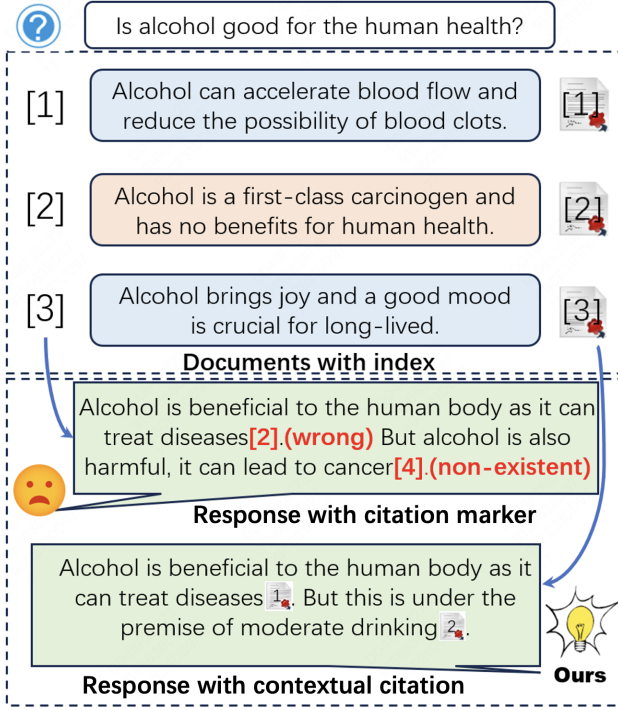 Is alcohol good for the human health?
[1]
Alcohol can accelerate blood flow and
reduce the possibility of blood clots.
[1]
[2]
Alcohol is a first-class carcinogen and
has no benefits for human health.
[2]
[3]
Alcohol brings joy and a good mood
is crucial for long-lived.
[3]
Documents with index
Alcohol is beneficial to the human body as it can
treat diseases[2].(wrong) But alcohol is also
harmful, it can lead to cancer[4].(non-existent)
Response with citation marker
Alcohol is beneficial to the human body as it
can treat diseases 1. But this is under the
premise of moderate drinking 2.
Ours
Response with contextual citation